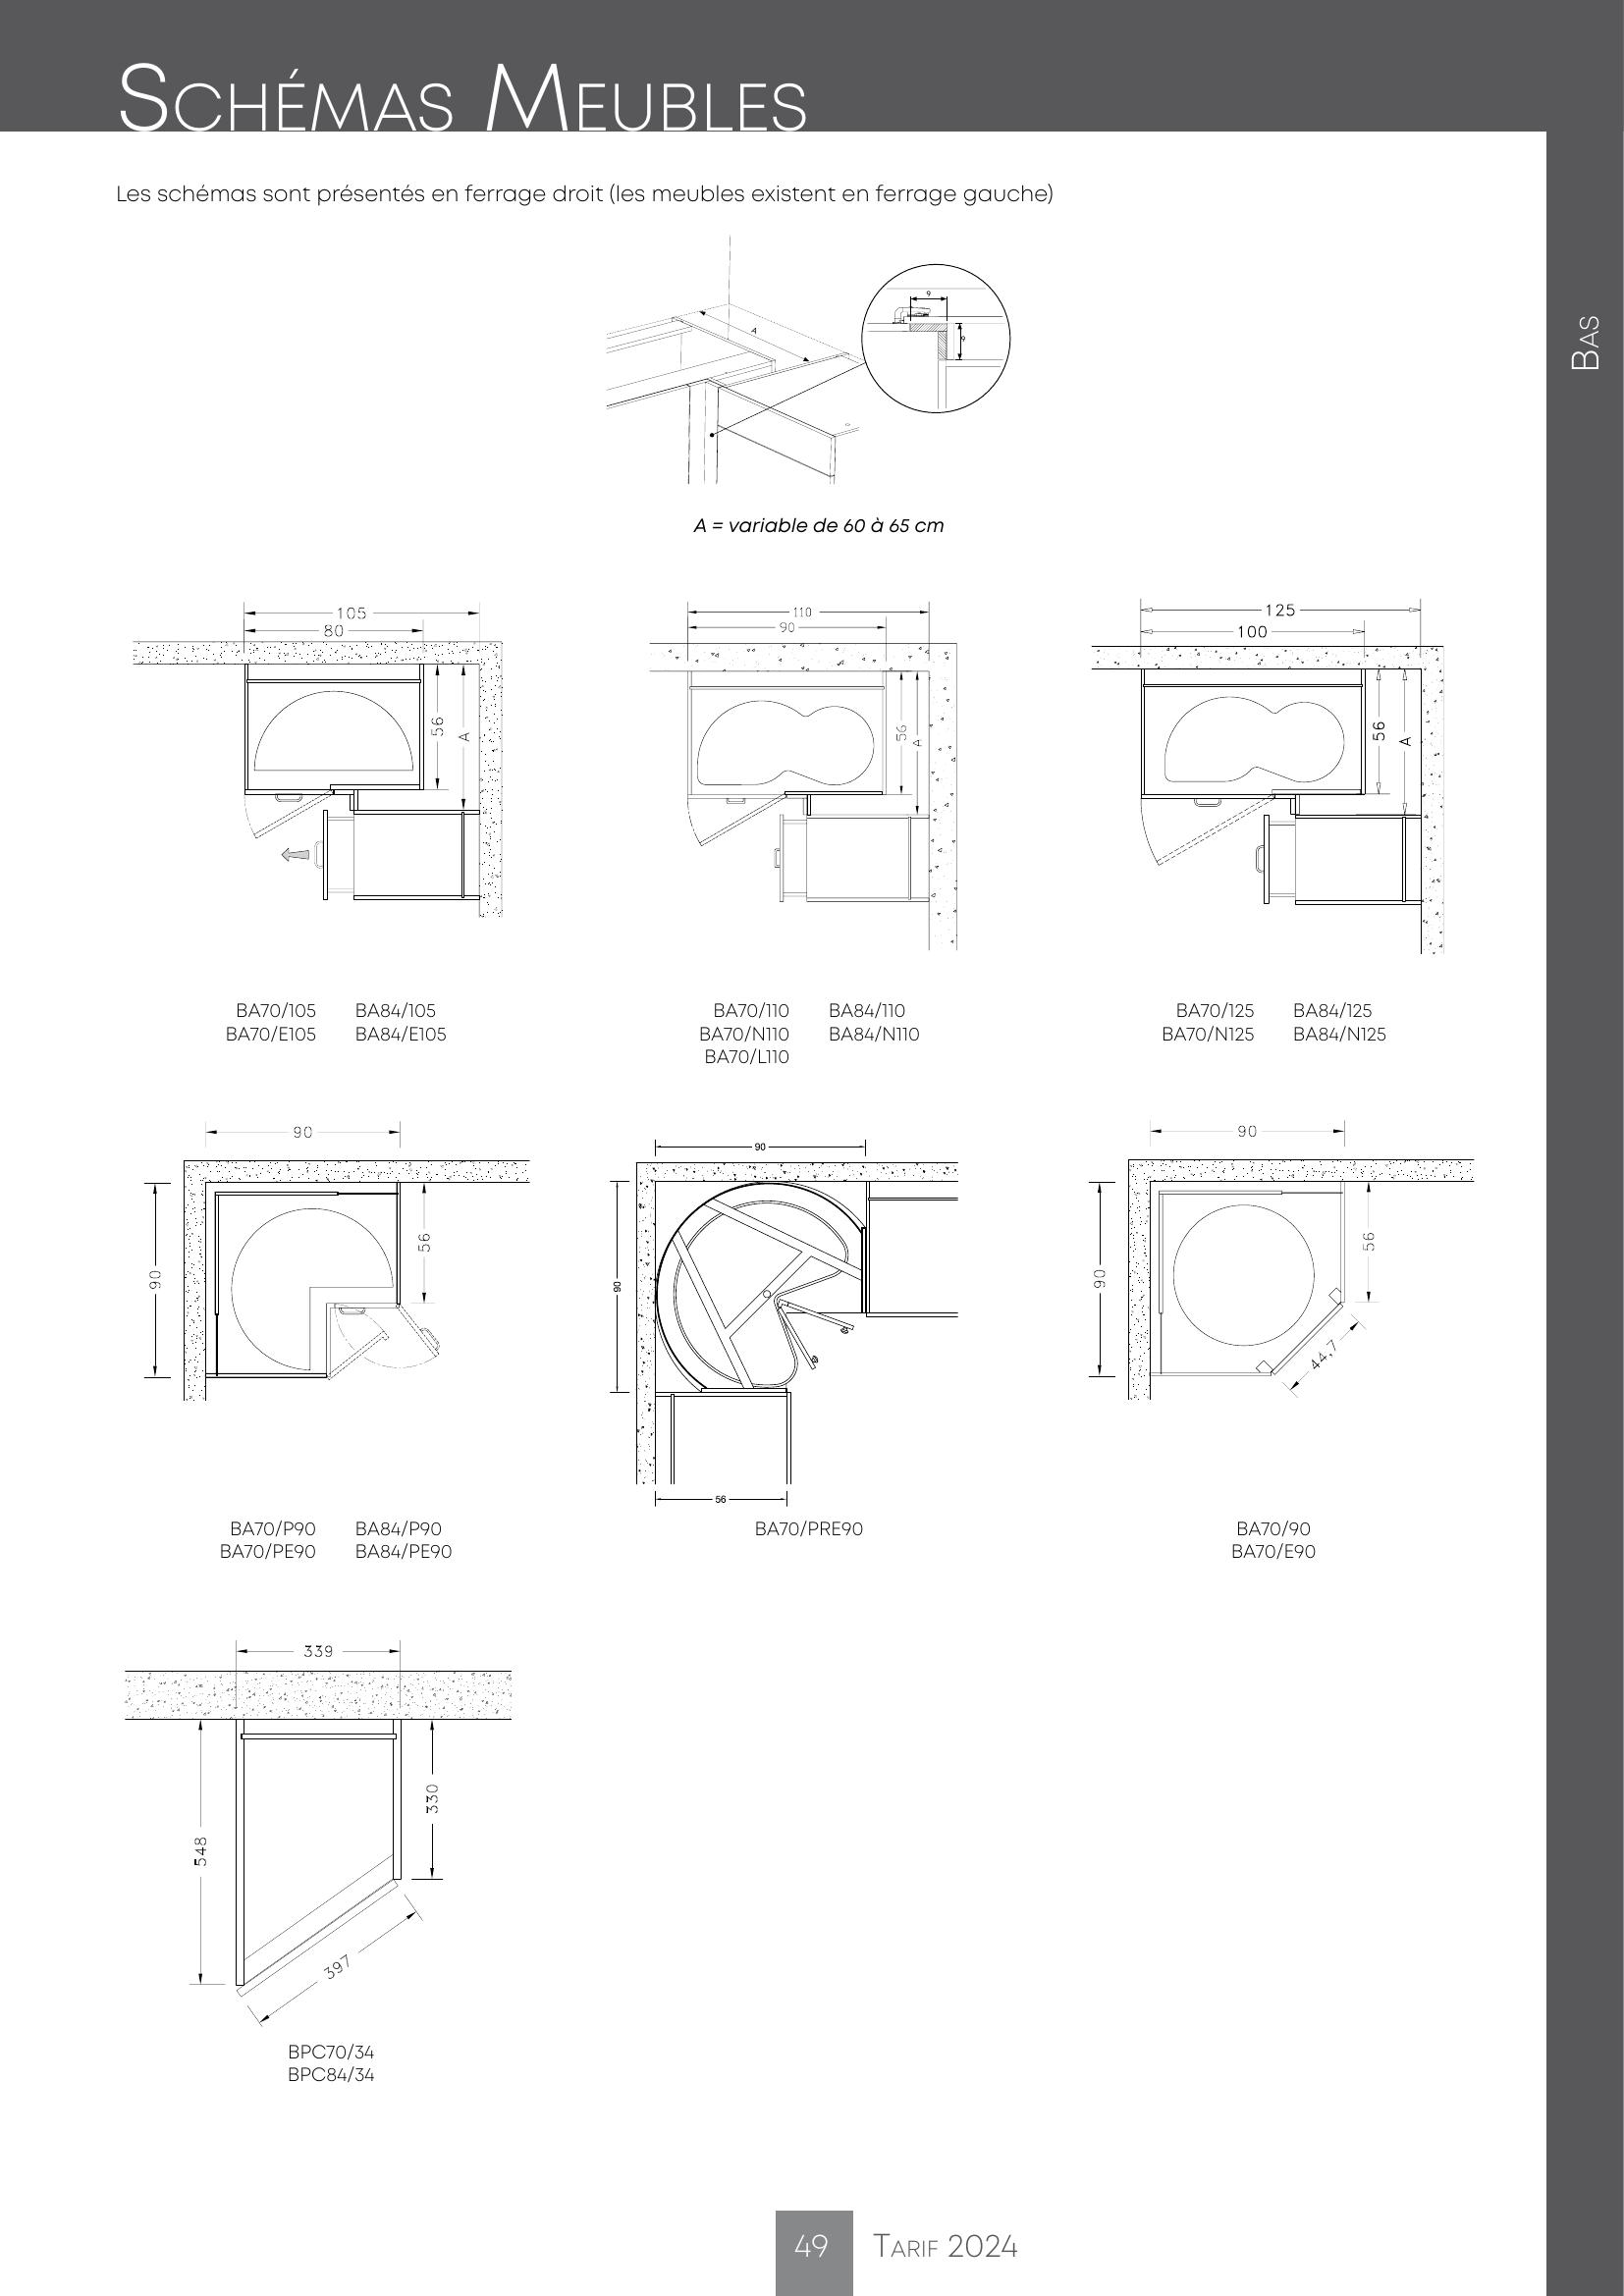 SCHÉMAS MEUBLES
Les schémas sont présentés en ferrage droit (les meubles existent en ferrage gauche)
BAS
9
9
A
A = variable de 60 à 65 cm
105
80
56
A
110
90
56
A
125
100
56
A
BA70/105 BA84/105
BA70/E105 BA84/E105
BA70/110 BA84/110
BA70/N110 BA84/N110
BA70/L110
BA70/125 BA84/125
BA70/N125 BA84/N125
90
90
56
90
90
56
90
90
56
44,7
BA70/P90 BA84/P90
BA70/PE90 BA84/PE90
BA70/PRE90
BA70/90
BA70/E90
339
548
330
397
BPC70/34
BPC84/34
49 TARIF 2024